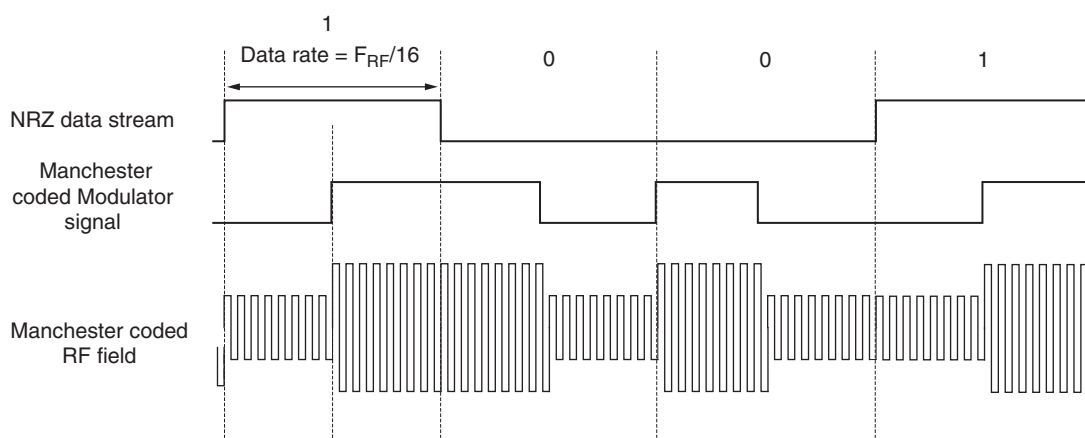 1
Data rate = F_RF/16
0
0
1
NRZ data stream
Manchester
coded Modulator
signal
Manchester coded
RF field